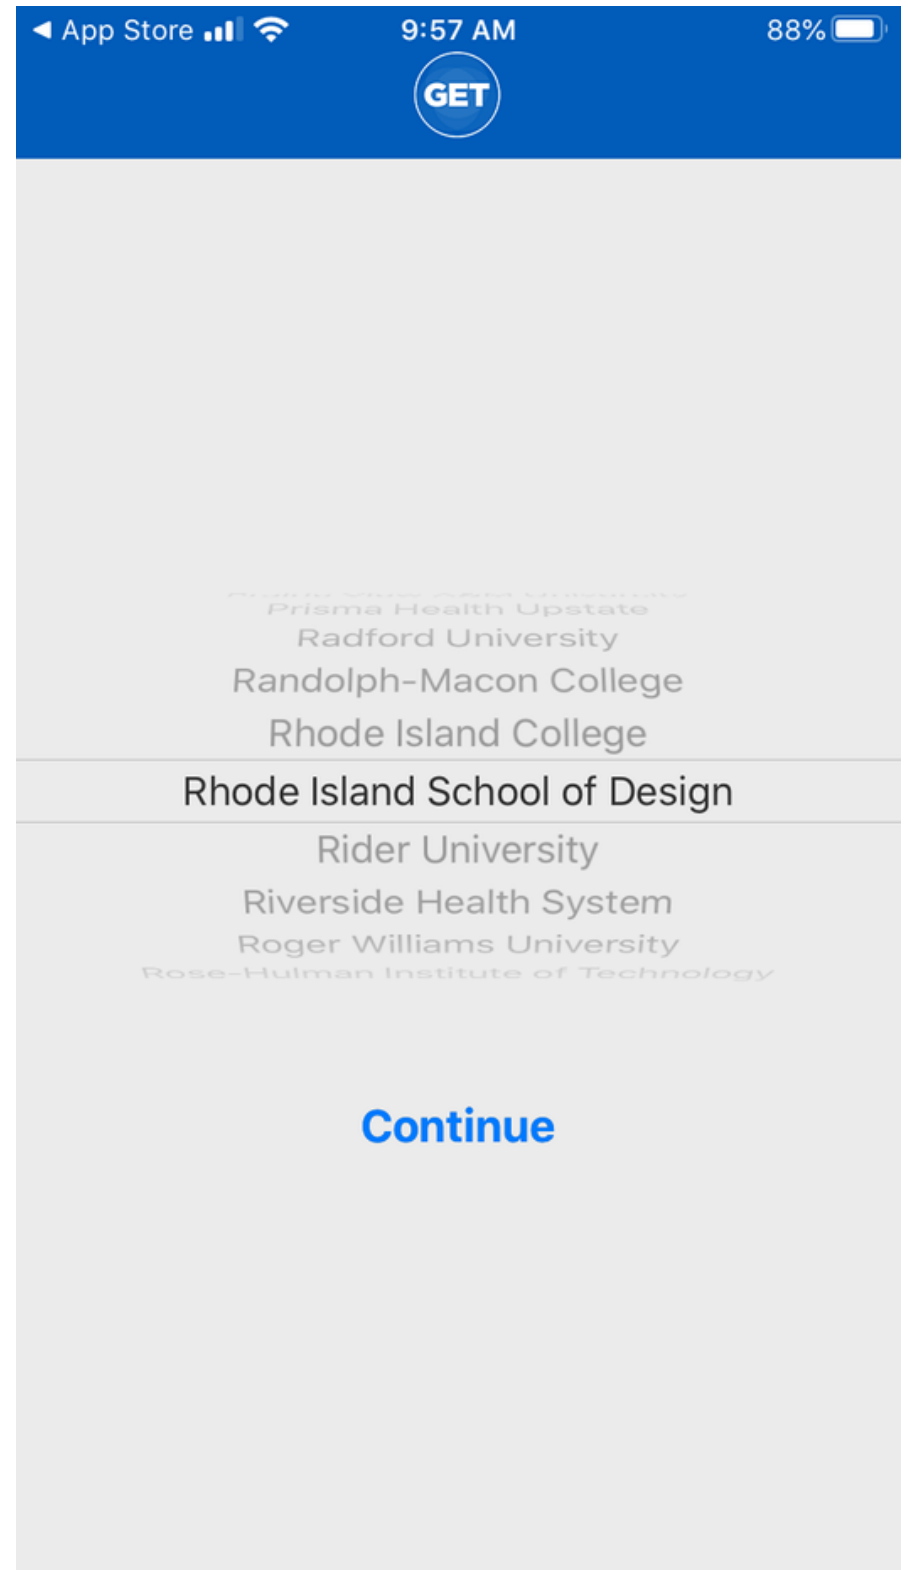 App Store
9:57 AM
88%
GET
Prisma Health Upstate
Radford University
Randolph-Macon College
Rhode Island College
Rhode Island School of Design
Rider University
Riverside Health System
Roger Williams University
Rose-Hulman Institute of Technology
Continue